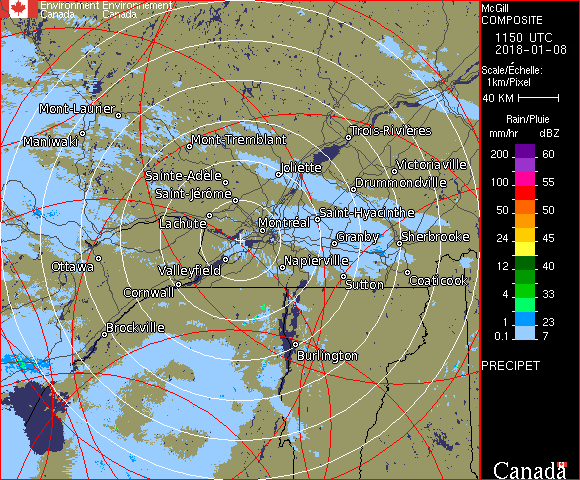 Environment Environnement
Canada Canada
McGill
COMPOSITE
1150 UTC
2018-01-08
Scale/Échelle:
1km/Pixel
40 KM
Rain/Pluie
mm/hr dBZ
200 60
100 55
50 50
24 45
12 40
4 33
1 23
0.1 7
PRECIPET
Mont-Laurier
Maniwaki
Mont-Tremblant
Trois-Rivières
Joliette
Sainte-Adèle
Victoriaville
Drummondville
Saint-Jérôme
Lachute
Saint-Hyacinthe
Montréal
Granby
Sherbrooke
Ottawa
Valleyfield
Napierville
Cornwall
Sutton
Coaticook
Brockville
Burlington
Canada